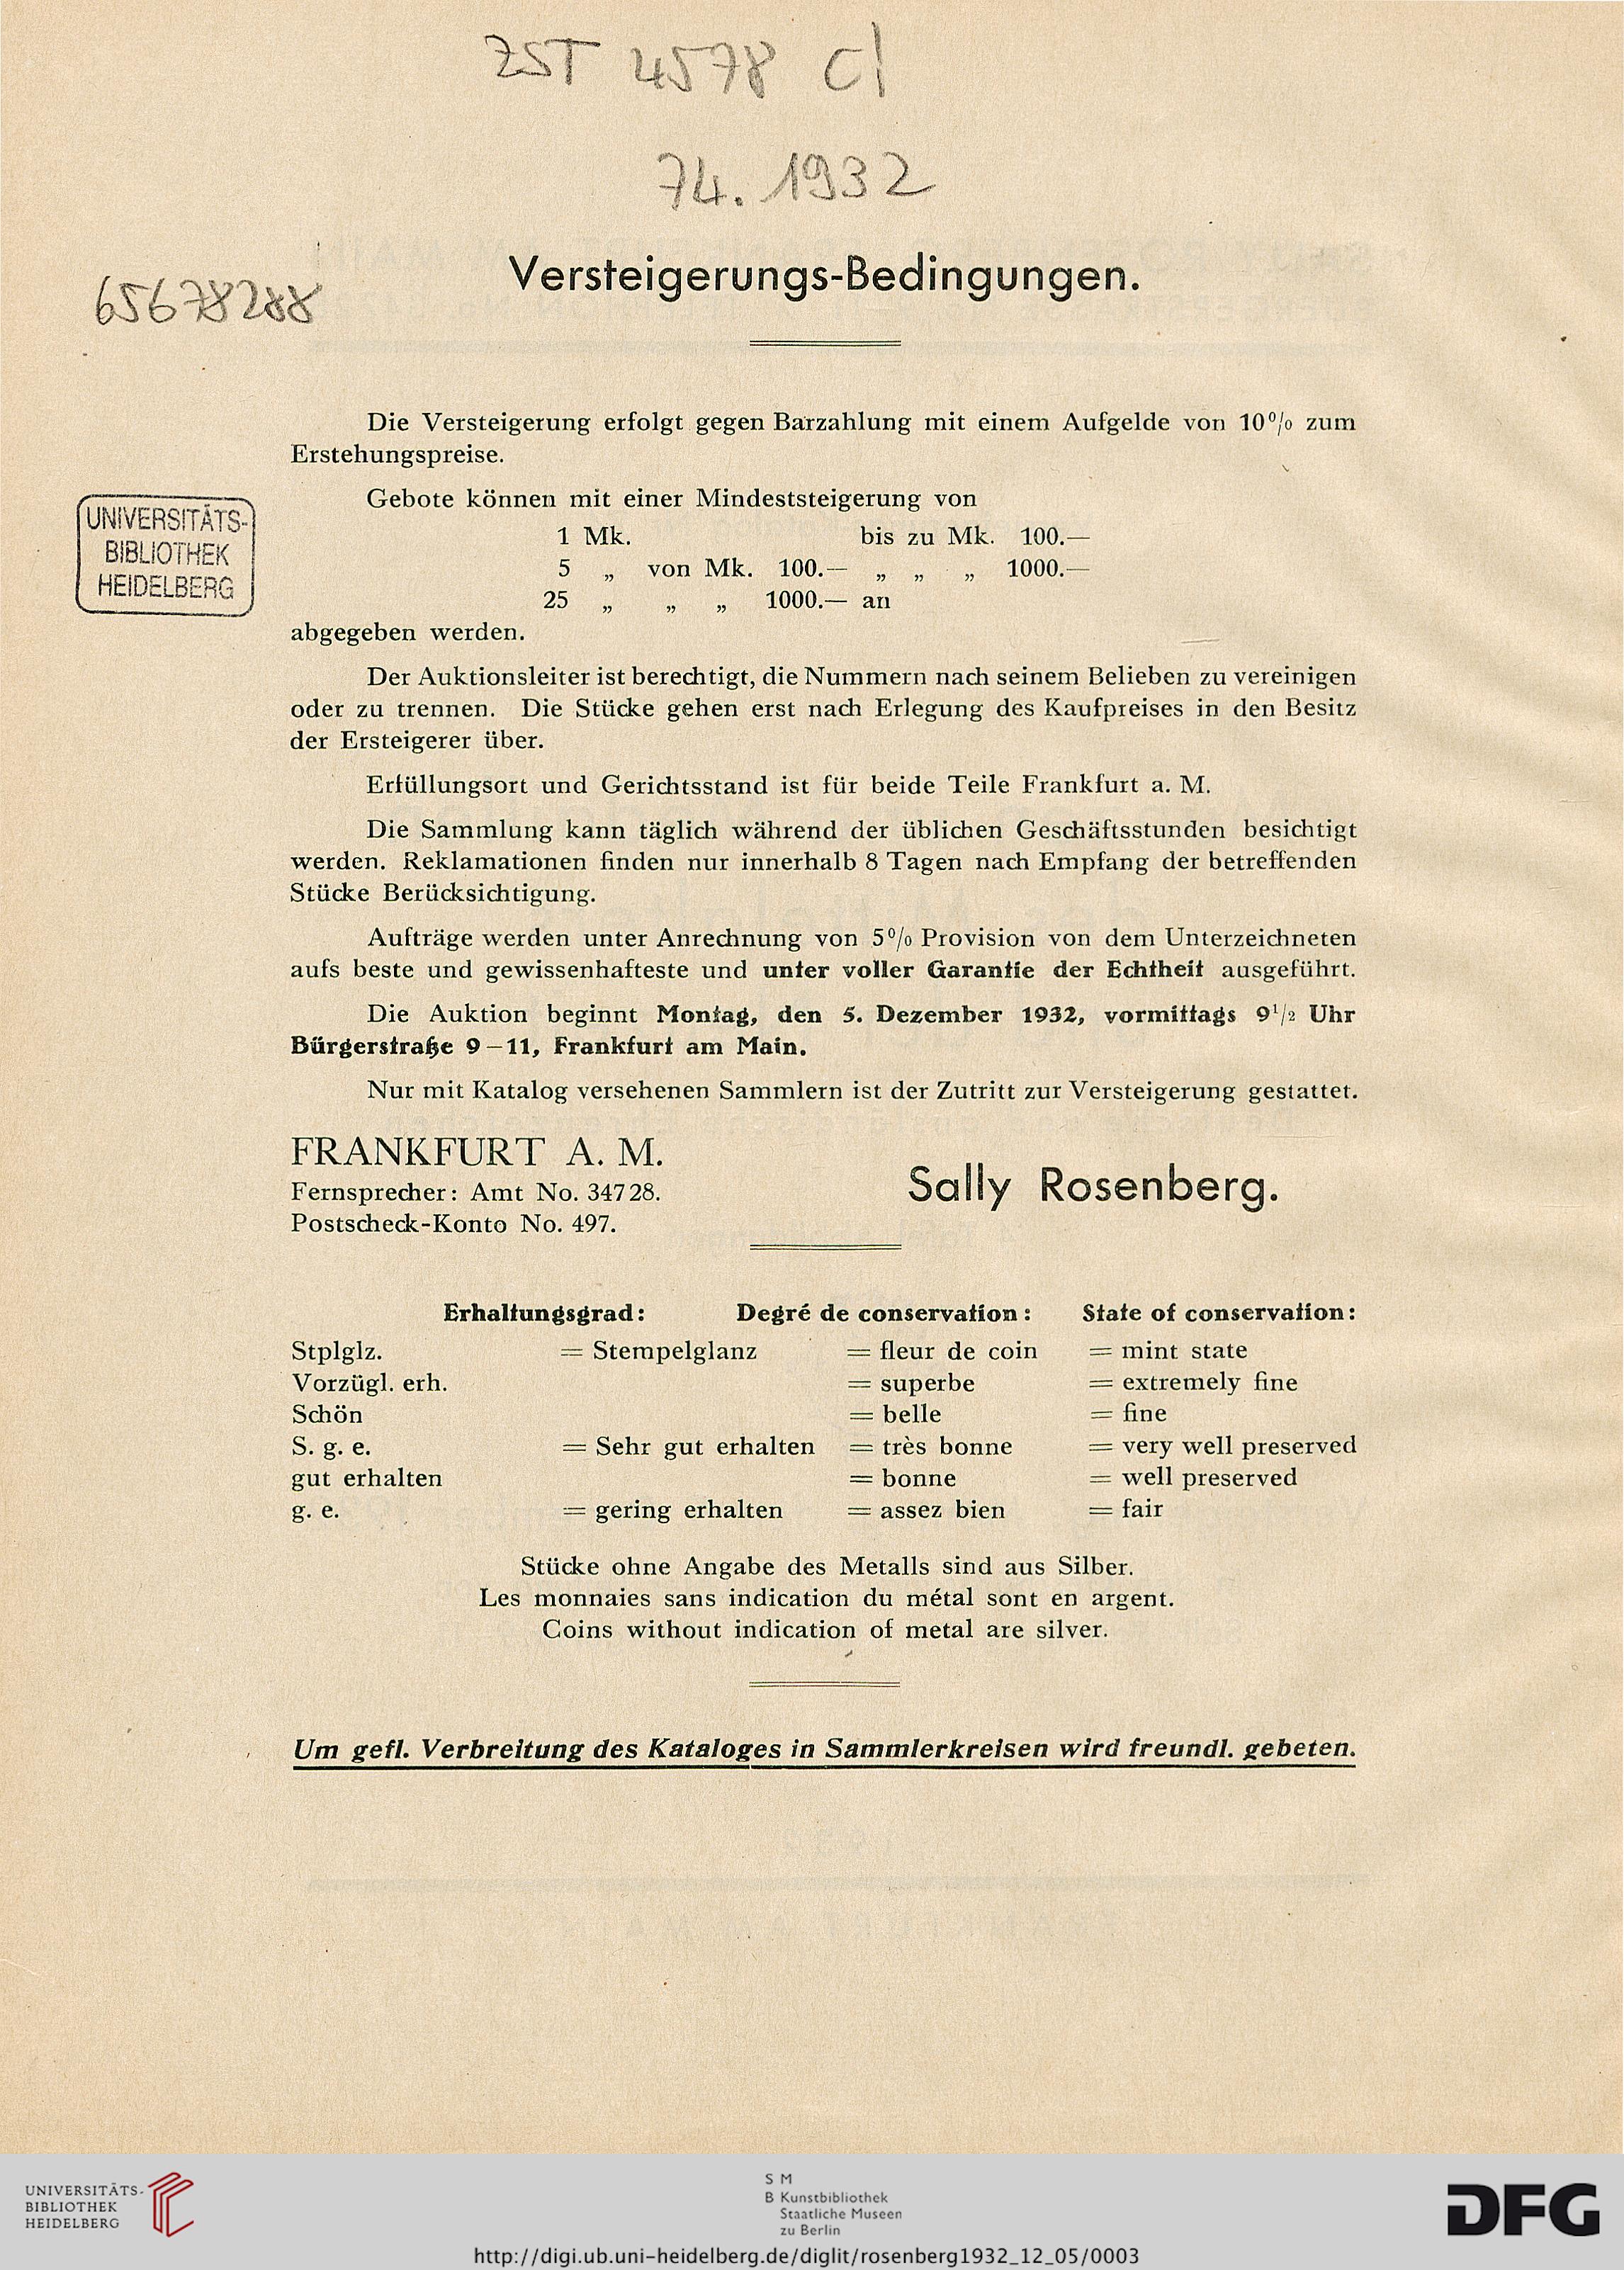 ZST 4578 Cl
74. 1932
65678288
Versteigerungs-Bedingungen.
Die Versteigerung erfolgt gegen Barzahlung mit einem Aufgelde von 10% zum
Erstehungspreise.
Gebote können mit einer Mindeststeigerung von
1 Mk. bis zu Mk. 100.—
5 „ von Mk. 100.— „ „ „ 1000.—
25 „ „ „ 1000.— an
abgegeben werden.
UNIVERSITÄTS-
BIBLIOTHEK
HEIDELBERG
Der Auktionsleiter ist berechtigt, die Nummern nach seinem Belieben zu vereinigen
oder zu trennen. Die Stücke gehen erst nach Erlegung des Kaufpreises in den Besitz
der Ersteigerer über.
Erfüllungsort und Gerichtsstand ist für beide Teile Frankfurt a. M.
Die Sammlung kann täglich während der üblichen Geschäftsstunden besichtigt
werden. Reklamationen finden nur innerhalb 8 Tagen nach Empfang der betreffenden
Stücke Berücksichtigung.
Aufträge werden unter Anrechnung von 5% Provision von dem Unterzeichneten
aufs beste und gewissenhafteste und unter voller Garantie der Echtheit ausgeführt.
Die Auktion beginnt Montag, den 5. Dezember 1932, vormittags 9½ Uhr
Bürgerstraße 9—11, Frankfurt am Main.
Nur mit Katalog versehenen Sammlern ist der Zutritt zur Versteigerung gestattet.
FRANKFURT A. M.
Fernsprecher: Amt No. 34728.
Postscheck-Konto No. 497.
Sally Rosenberg.
Erhaltungsgrad: Degré de conservation: State of conservation:
Stplglz. = Stempelglanz = fleur de coin = mint state
Vorzügl. erh. = superbe = extremely fine
Schön = belle = fine
S. g. e. = Sehr gut erhalten = très bonne = very well preserved
gut erhalten = bonne = well preserved
g. e. = gering erhalten = assez bien = fair
Stücke ohne Angabe des Metalls sind aus Silber.
Les monnaies sans indication du métal sont en argent.
Coins without indication of metal are silver.
Um gefl. Verbreitung des Kataloges in Sammlerkreisen wird freundl. gebeten.
UNIVERSITÄTS-
BIBLIOTHEK
HEIDELBERG
S M
B Kunstbibliothek
Staatliche Museen
zu Berlin
DFG
http://digi.ub.uni-heidelberg.de/diglit/rosenberg1932_12_05/0003